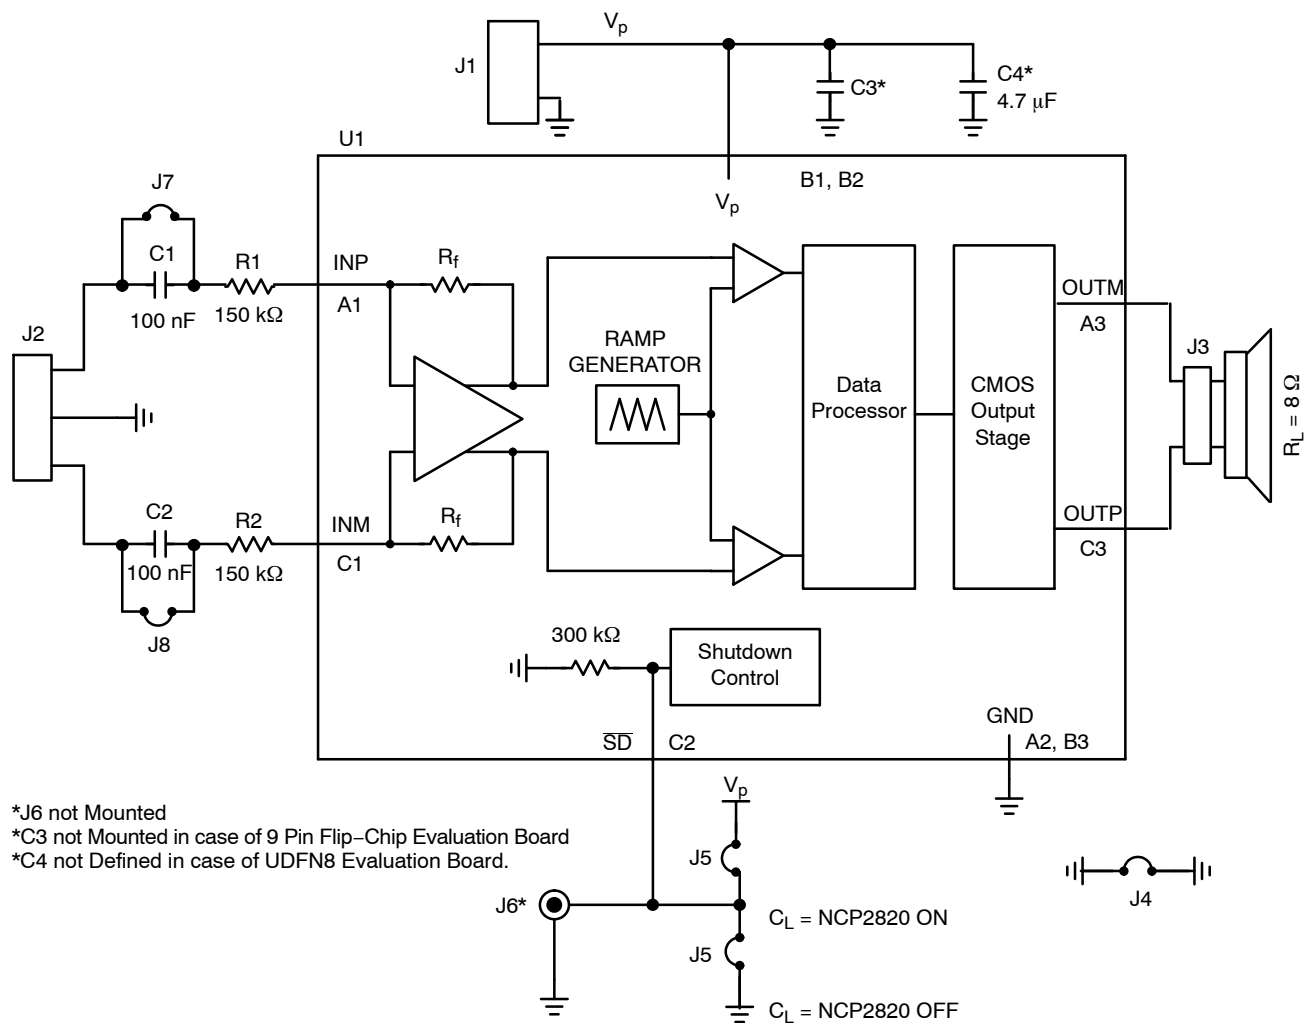 Vp
J1
C3*
C4*
4.7 μF
U1
B1, B2
Vp
J7
C1
100 nF
R1
150 kΩ
INP
A1
Rf
J2
RAMP
GENERATOR
Data
Processor
CMOS
Output
Stage
OUTM
A3
J3
RL = 8 Ω
C2
100 nF
J8
R2
150 kΩ
INM
C1
Rf
OUTP
C3
300 kΩ
Shutdown
Control
SD
C2
GND
A2, B3
*J6 not Mounted
*C3 not Mounted in case of 9 Pin Flip−Chip Evaluation Board
*C4 not Defined in case of UDFN8 Evaluation Board.
Vp
J5
J6*
CL = NCP2820 ON
J5
CL = NCP2820 OFF
J4